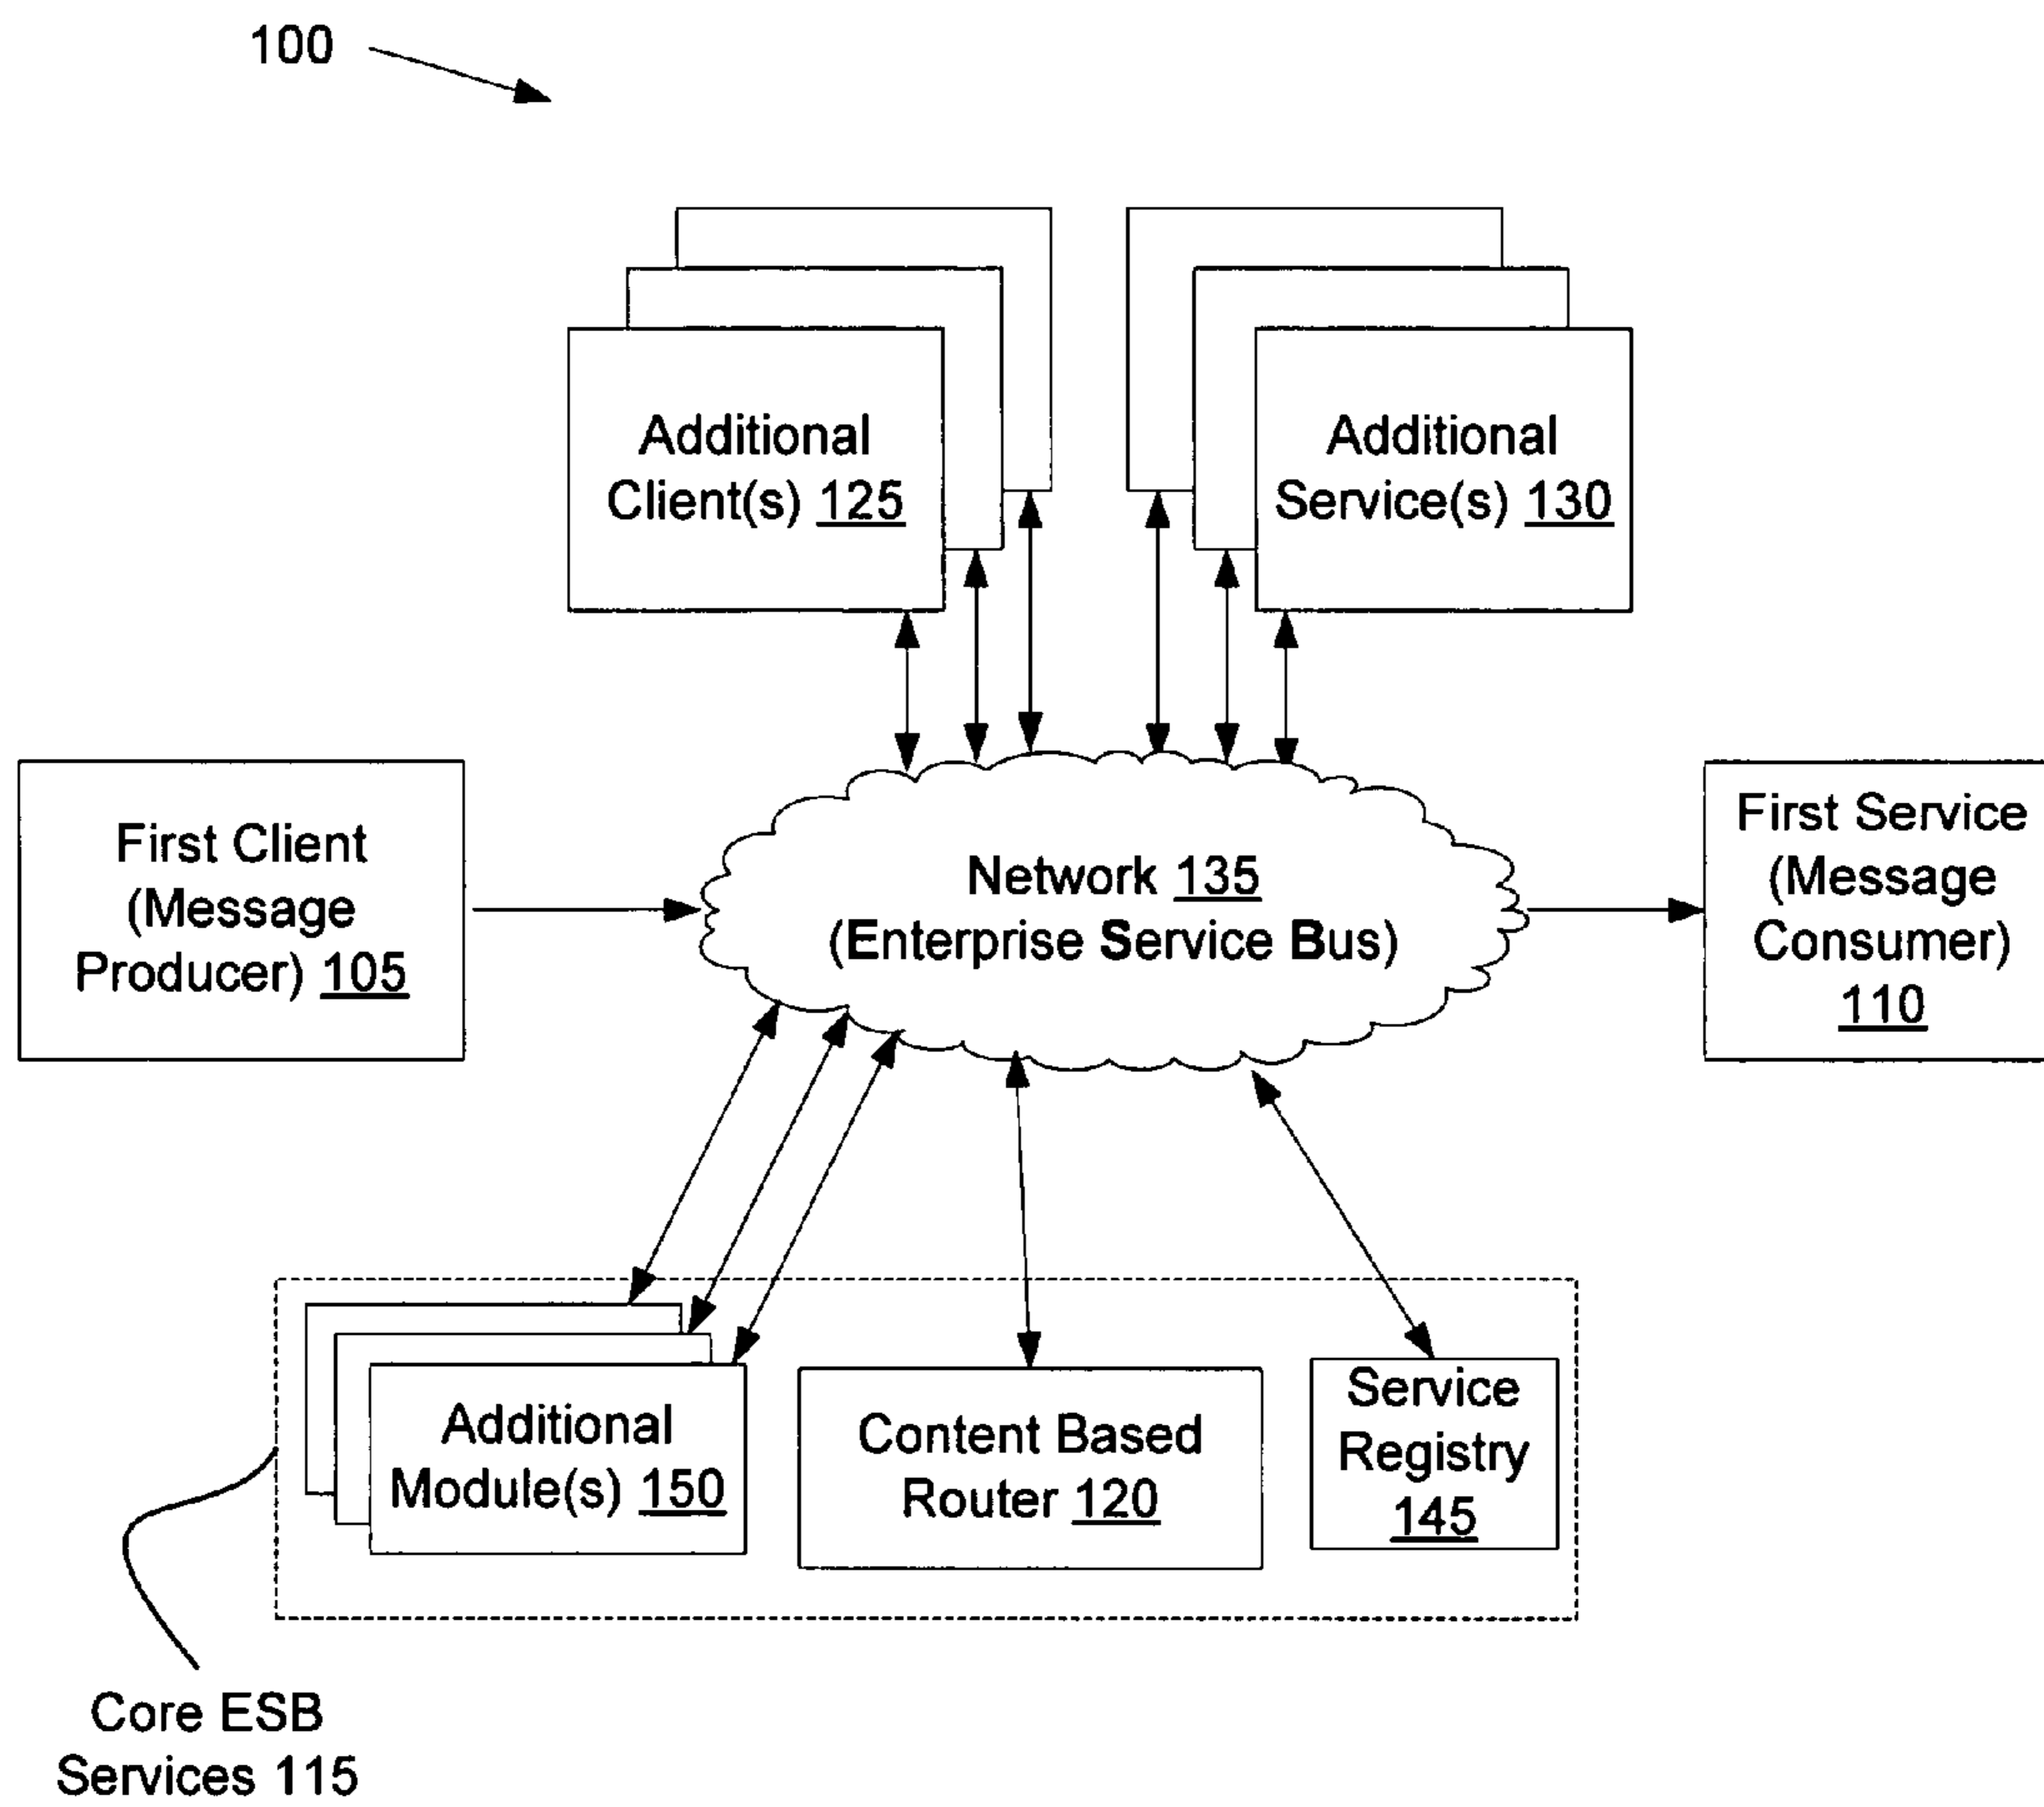 100
Additional
Client(s) 125
Additional
Service(s) 130
First Client
(Message
Producer) 105
Network 135
(Enterprise Service Bus)
First Service
(Message
Consumer)
110
Additional
Module(s) 150
Content Based
Router 120
Service
Registry
145
Core ESB
Services 115